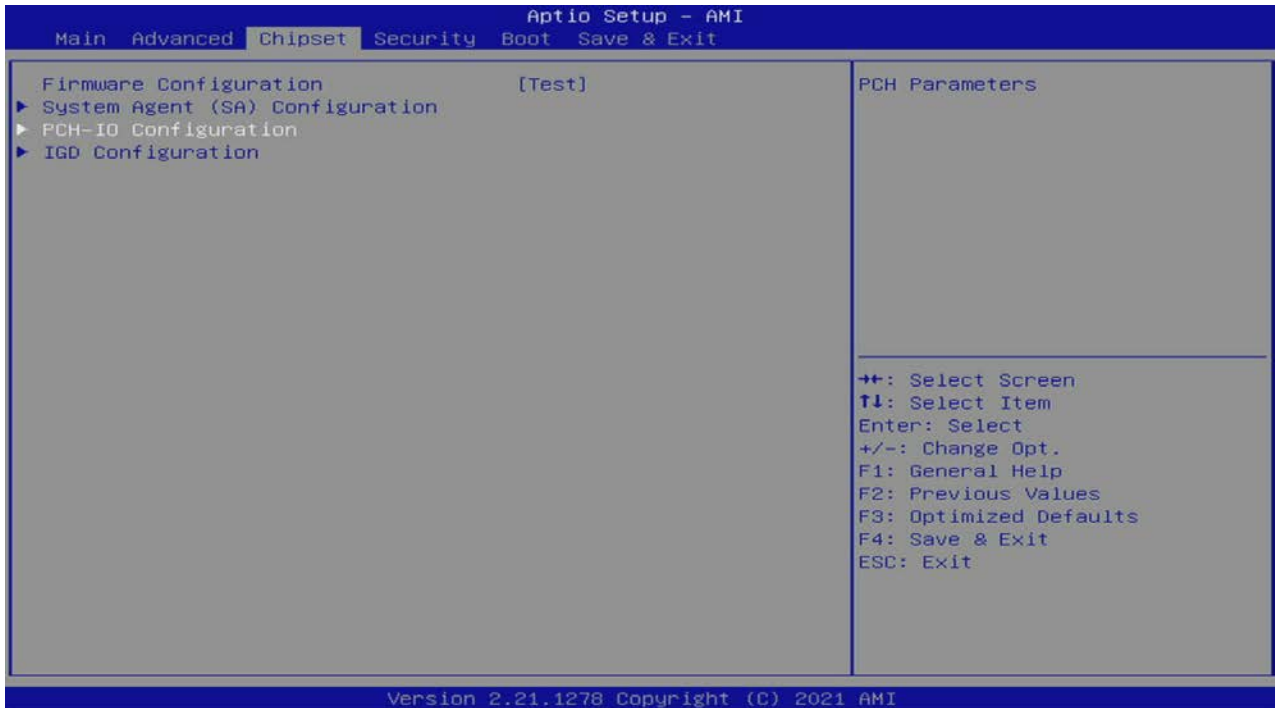 Aptio Setup - AMI
Main Advanced Chipset Security Boot Save & Exit
Firmware Configuration [Test]
► System Agent (SA) Configuration
► PCH-IO Configuration
► IGD Configuration
PCH Parameters
→←: Select Screen
↑↓: Select Item
Enter: Select
+/-: Change Opt.
F1: General Help
F2: Previous Values
F3: Optimized Defaults
F4: Save & Exit
ESC: Exit
Version 2.21.1278 Copyright (C) 2021 AMI